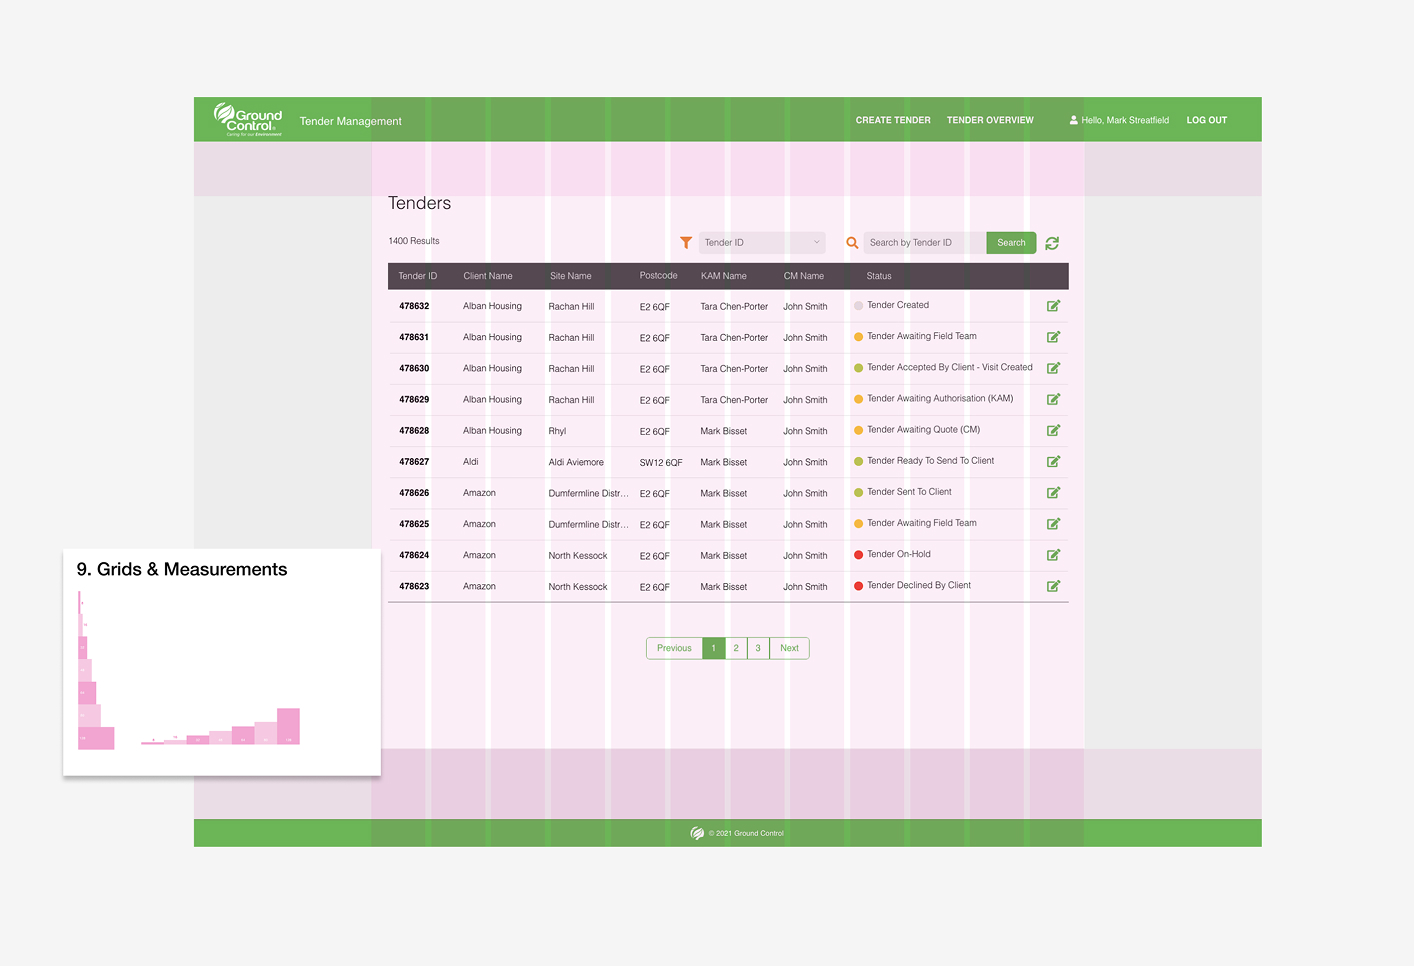 Ground
Control®
Caring for our Environment
Tender Management
CREATE TENDER
TENDER OVERVIEW
Hello, Mark Streatfield
LOG OUT
Tenders
1400 Results
Tender ID
Search by Tender ID
Search
Tender ID Client Name Site Name Postcode KAM Name CM Name Status
478632 Alban Housing Rachan Hill E2 6QF Tara Chen-Porter John Smith Tender Created
478631 Alban Housing Rachan Hill E2 6QF Tara Chen-Porter John Smith Tender Awaiting Field Team
478630 Alban Housing Rachan Hill E2 6QF Tara Chen-Porter John Smith Tender Accepted By Client - Visit Created
478629 Alban Housing Rachan Hill E2 6QF Tara Chen-Porter John Smith Tender Awaiting Authorisation (KAM)
478628 Alban Housing Rhyl E2 6QF Mark Bisset John Smith Tender Awaiting Quote (CM)
478627 Aldi Aldi Aviemore SW12 6QF Mark Bisset John Smith Tender Ready To Send To Client
478626 Amazon Dumfermline Distr... E2 6QF Mark Bisset John Smith Tender Sent To Client
478625 Amazon Dumfermline Distr... E2 6QF Mark Bisset John Smith Tender Awaiting Field Team
478624 Amazon North Kessock E2 6QF Mark Bisset John Smith Tender On-Hold
478623 Amazon North Kessock E2 6QF Mark Bisset John Smith Tender Declined By Client
Previous 1 2 3 Next
9. Grids & Measurements
© 2021 Ground Control